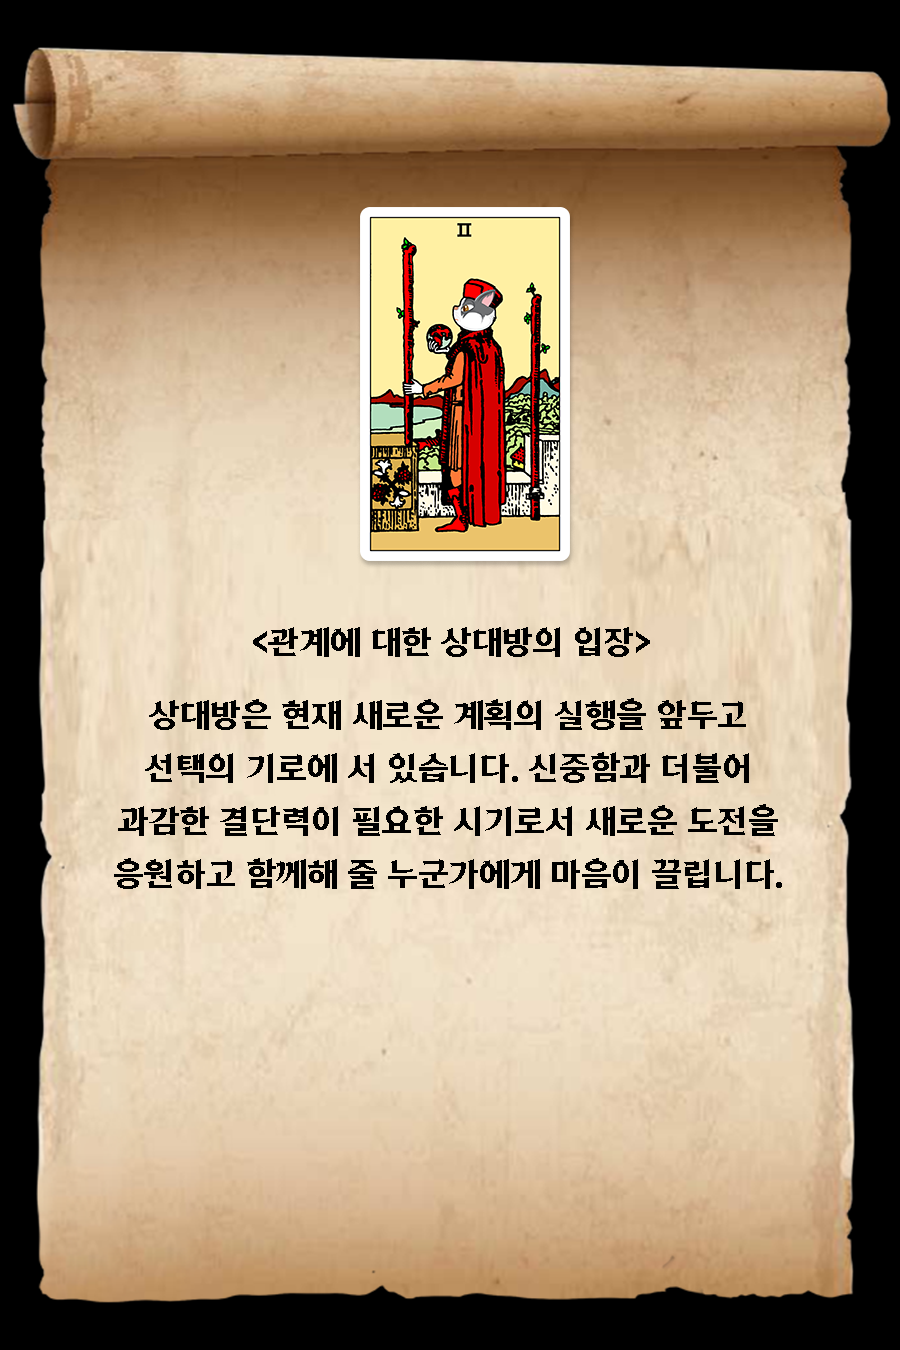 II
<관계에 대한 상대방의 입장>
상대방은 현재 새로운 계획의 실행을 앞두고
선택의 기로에 서 있습니다. 신중함과 더불어
과감한 결단력이 필요한 시기로서 새로운 도전을
응원하고 함께해 줄 누군가에게 마음이 끌립니다.